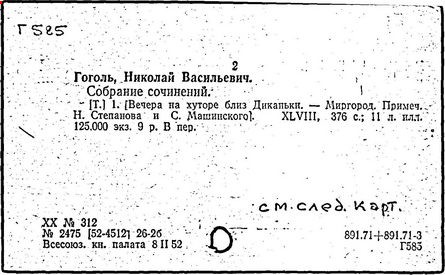 Г585
2
Гоголь, Николай Васильевич.
Собрание сочинений.
[Т.] 1. [Вечера на хуторе близ Диканьки. — Миргород. Примеч.
Н. Степанова и С. Машинского]. XLVIII, 376 с.; 11 л. илл.
125.000 экз. 9 р. В пер.
см. след. карт.
XX № 312
№ 2475 [52-4512] 26-26
Всесоюз. кн. палата 8 II 52
891.71+891.71-3
Г583